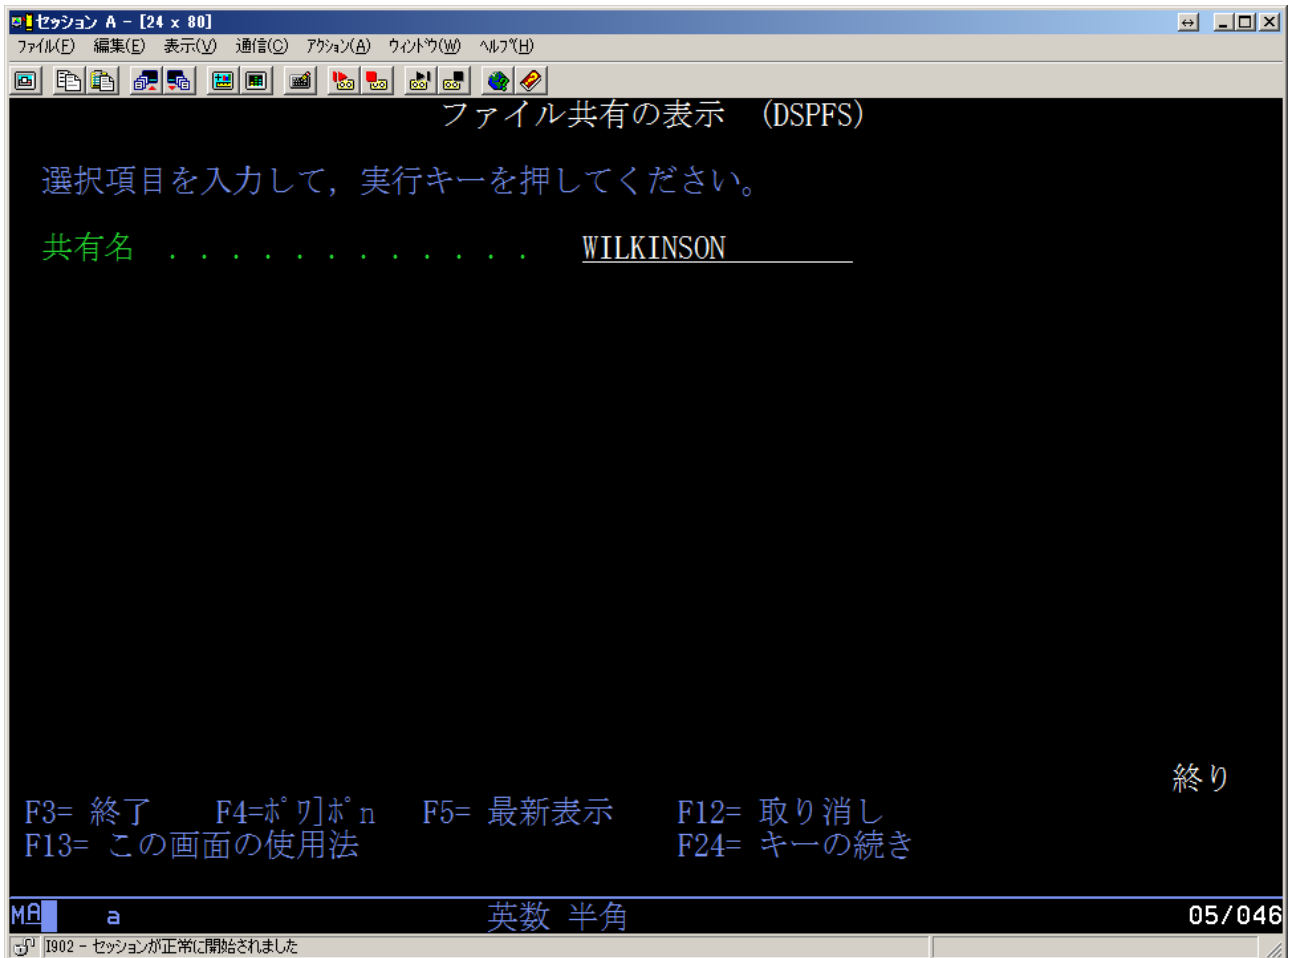 セッション A - [24 x 80]
ファイル(F) 編集(E) 表示(V) 通信(C) アクション(A) ウィンドウ(W) ヘルプ(H)
ファイル共有の表示 (DSPFS)
選択項目を入力して, 実行キーを押してください。
共有名 . . . . . . . . . . . . WILKINSON
終り
F3= 終了 F4=ポワ]ポn F5= 最新表示 F12= 取り消し
F13= この画面の使用法 F24= キーの続き
MA a 英数 半角 05/046
I902 - セッションが正常に開始されました